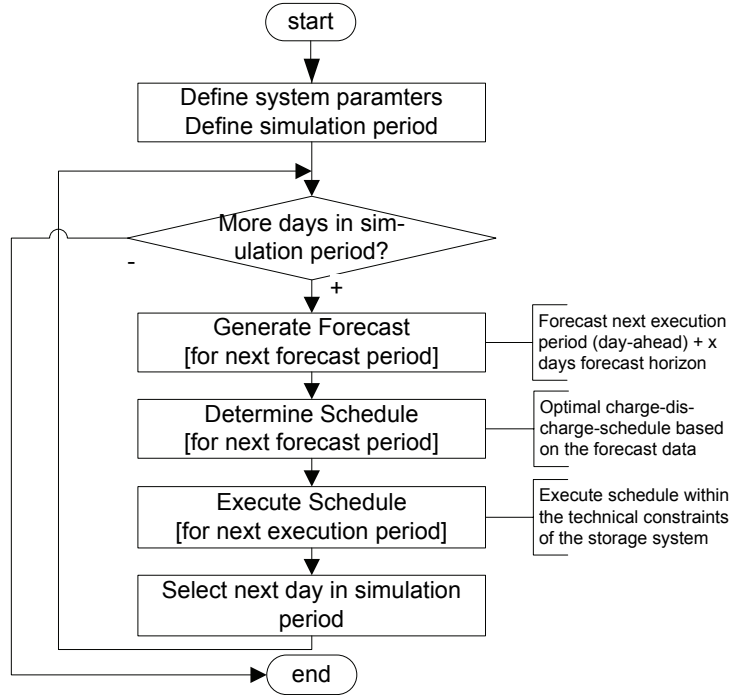 start
Define system paramters
Define simulation period
More days in sim-
ulation period?
-
+
Generate Forecast
[for next forecast period]
Forecast next execution
period (day-ahead) + x
days forecast horizon
Determine Schedule
[for next forecast period]
Optimal charge-dis-
charge-schedule based
on the forecast data
Execute Schedule
[for next execution period]
Execute schedule within
the technical constraints
of the storage system
Select next day in simulation
period
end